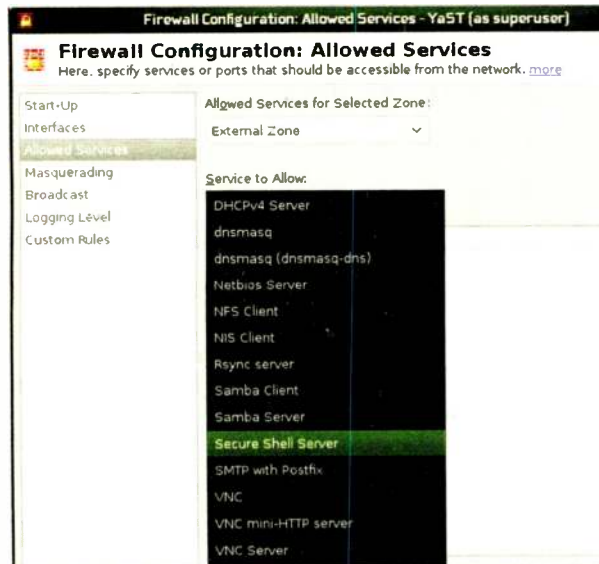 Firewall Configuration: Allowed Services - YaST (as superuser)
Firewall Configuration: Allowed Services
Here, specify services or ports that should be accessible from the network. more
Start-Up
Interfaces
Allowed Services
Masquerading
Broadcast
Logging Level
Custom Rules
Allowed Services for Selected Zone:
External Zone
Service to Allow:
DHCPv4 Server
dnsmasq
dnsmasq (dnsmasq-dns)
Netbios Server
NFS Client
NIS Client
Rsync server
Samba Client
Samba Server
Secure Shell Server
SMTP with Postfix
VNC
VNC mini-HTTP server
VNC Server